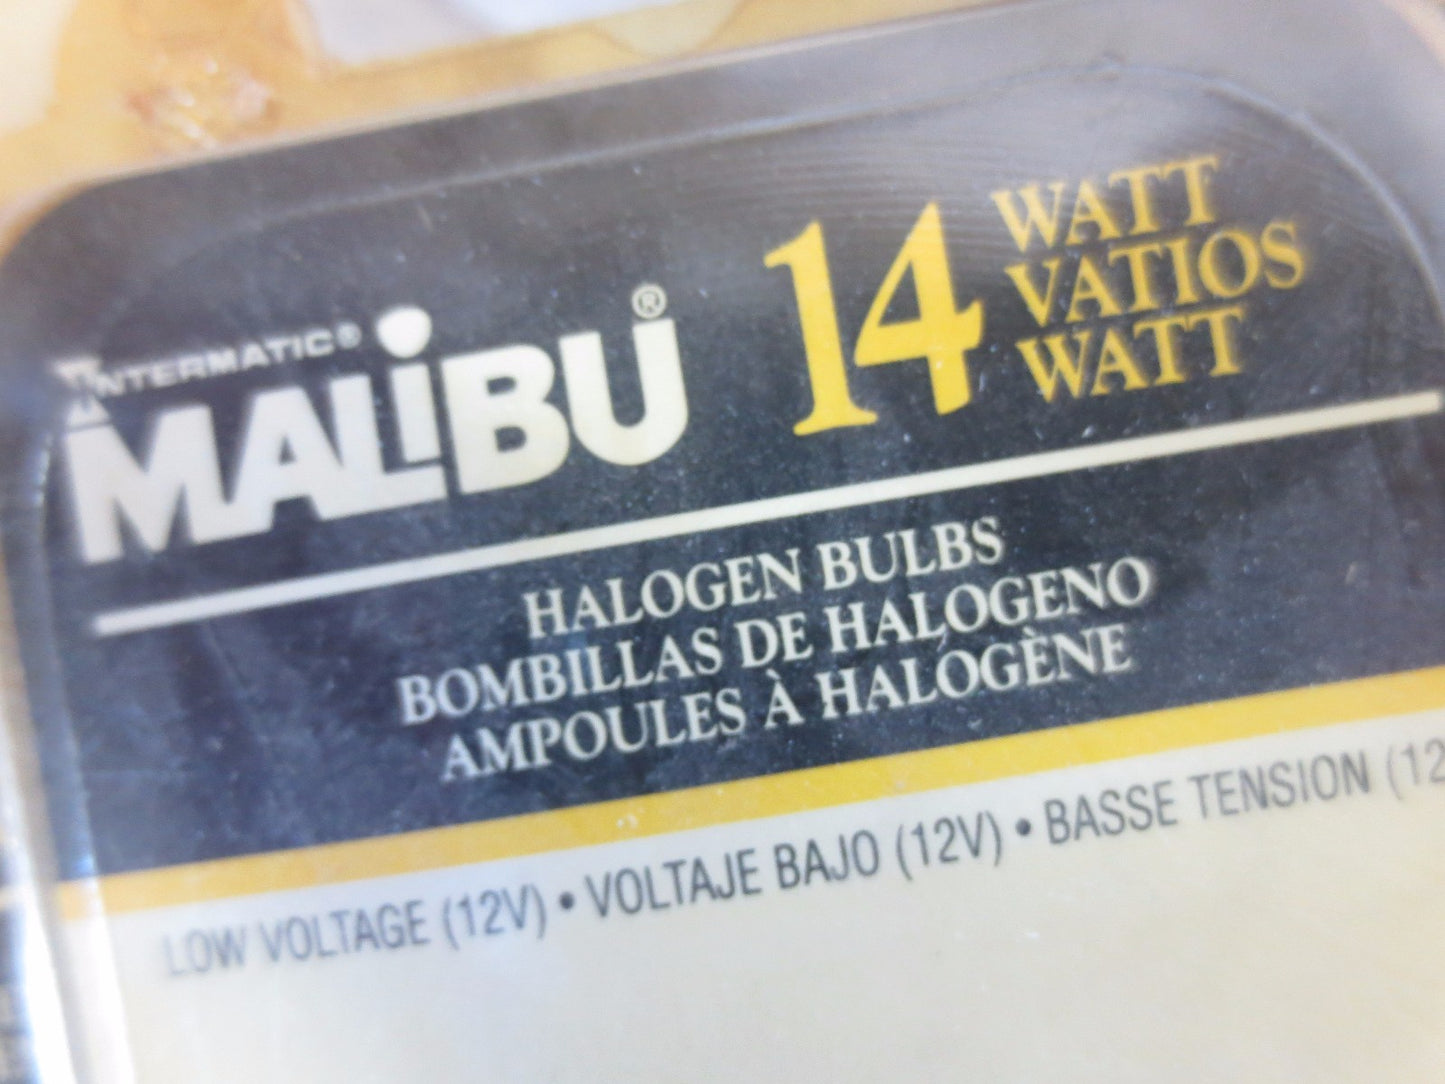 INTERMATIC®
MALiBU®
14
WATT
VATIOS
WATT
HALOGEN BULBS
BOMBILLAS DE HALOGENO
AMPOULES À HALOGÈNE
LOW VOLTAGE (12V) • VOLTAJE BAJO (12V) • BASSE TENSION (12